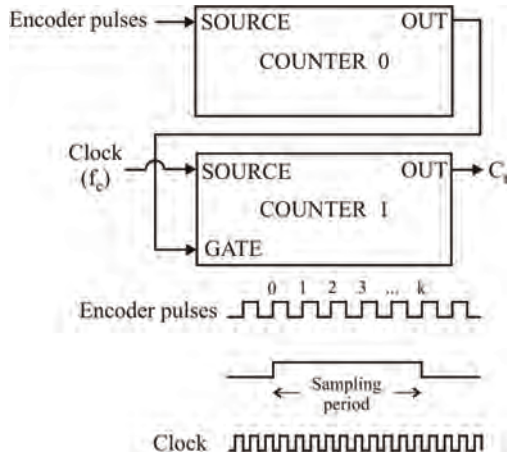 Encoder pulses SOURCE OUT
COUNTER 0
Clock
(fc) SOURCE OUT Ct
COUNTER 1
GATE
0 1 2 3 ... k
Encoder pulses
Sampling
period
Clock